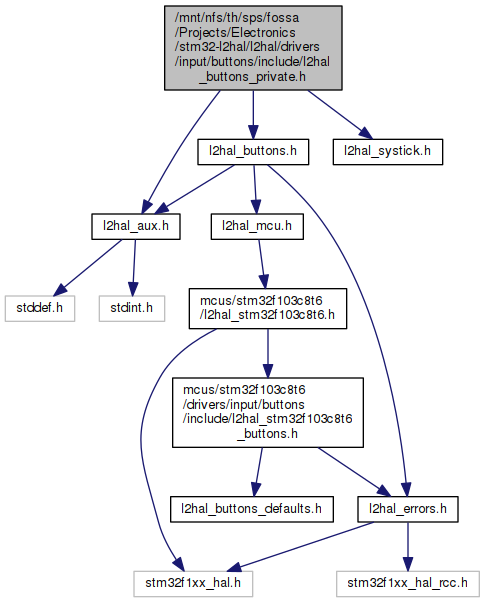 /mnt/nfs/th/sps/fossa
/Projects/Electronics
/stm32-l2hal/l2hal/drivers
/input/buttons/include/l2hal
_buttons_private.h
l2hal_buttons.h
l2hal_systick.h
l2hal_aux.h
l2hal_mcu.h
stddef.h
stdint.h
mcus/stm32f103c8t6
/l2hal_stm32f103c8t6.h
mcus/stm32f103c8t6
/drivers/input/buttons
/include/l2hal_stm32f103c8t6
_buttons.h
l2hal_buttons_defaults.h
l2hal_errors.h
stm32f1xx_hal.h
stm32f1xx_hal_rcc.h